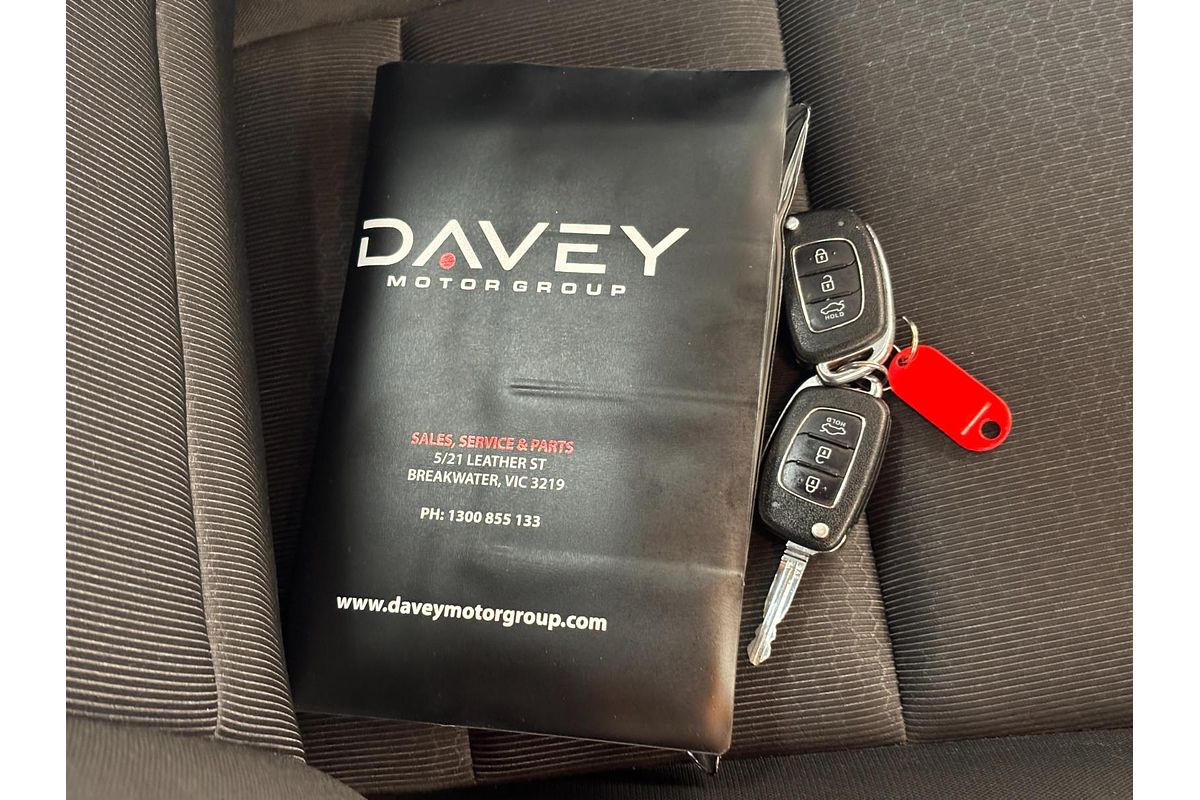 DAVEY
MOTOR GROUP
SALES, SERVICE & PARTS
5/21 LEATHER ST
BREAKWATER, VIC 3219
PH: 1300 855 133
www.daveymotorgroup.com
HOLD
HOLD